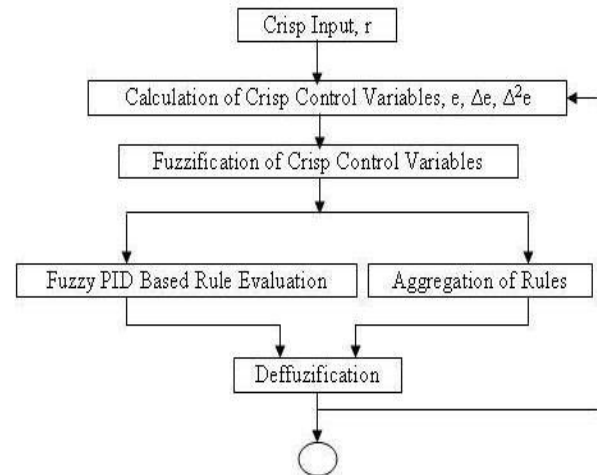 Crisp Input, r
Calculation of Crisp Control Variables, e, Δe, Δ²e
Fuzzification of Crisp Control Variables
Fuzzy PID Based Rule Evaluation
Aggregation of Rules
Deffuzification